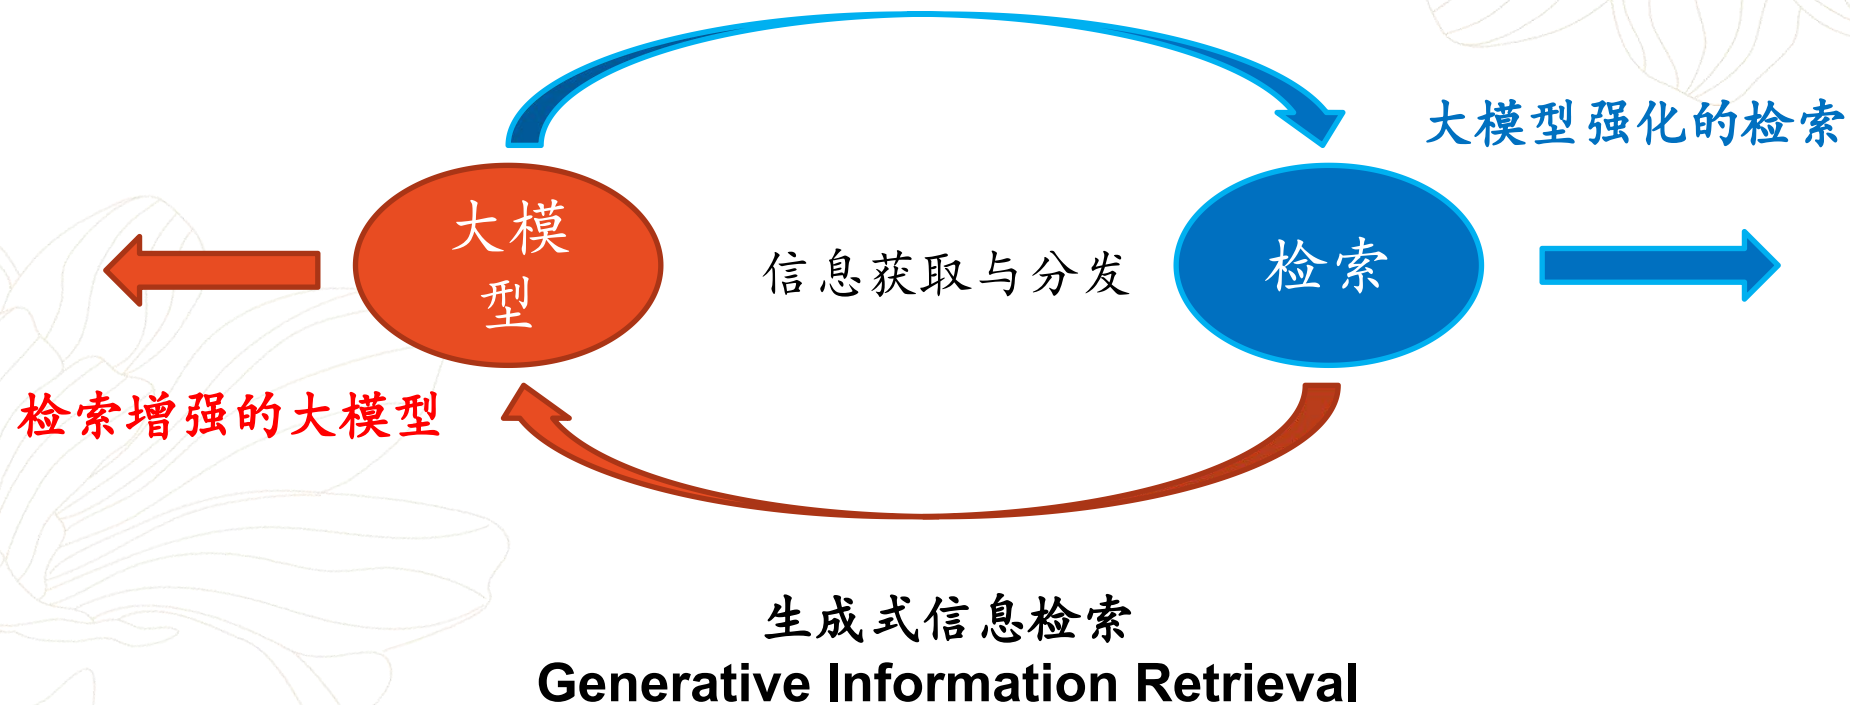 大模型强化的检索
大模
型
信息获取与分发
检索
检索增强的大模型
生成式信息检索
Generative Information Retrieval